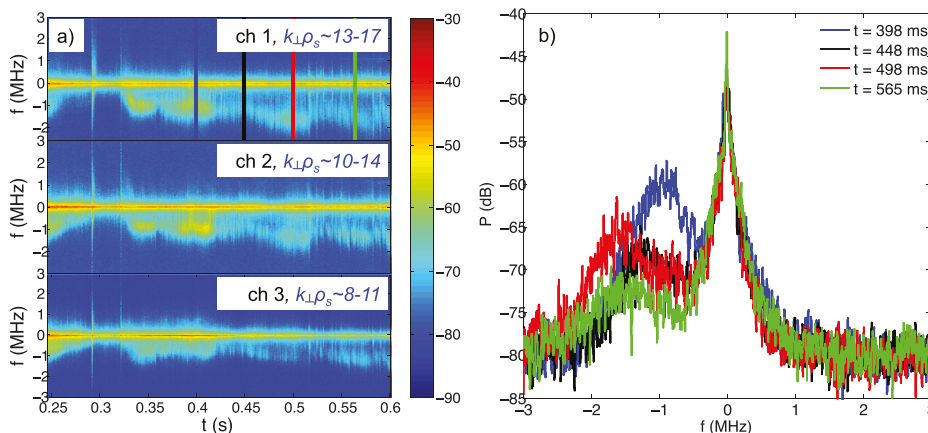 a)
ch 1, k⊥ρs~13-17
f (MHz)
3
2
1
0
−1
−2
ch 2, k⊥ρs~10-14
f (MHz)
3
2
1
0
−1
−2
−3
ch 3, k⊥ρs~8-11
f (MHz)
3
2
1
0
−1
−2
−3
0.25 0.3 0.35 0.4 0.45 0.5 0.55 0.6
t (s)
−30
−40
−50
−60
−70
−80
−90
b)
t = 398 ms
t = 448 ms
t = 498 ms
t = 565 ms
P (dB)
−40
−45
−50
−55
−60
−65
−70
−75
−80
−85
−3 −2 −1 0 1 2 3
f (MHz)